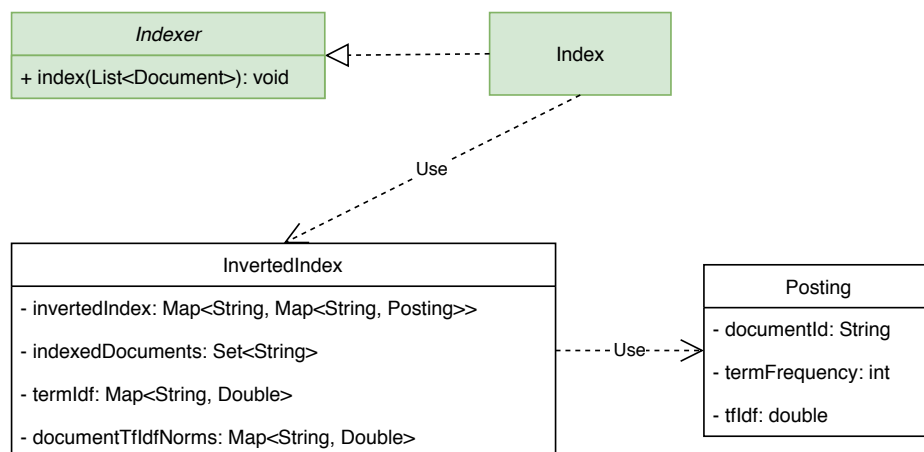 Indexer
+ index(List<Document>): void
Index
Use
InvertedIndex
- invertedIndex: Map<String, Map<String, Posting>>
- indexedDocuments: Set<String>
- termIdf: Map<String, Double>
- documentTfIdfNorms: Map<String, Double>
Use
Posting
- documentId: String
- termFrequency: int
- tfIdf: double